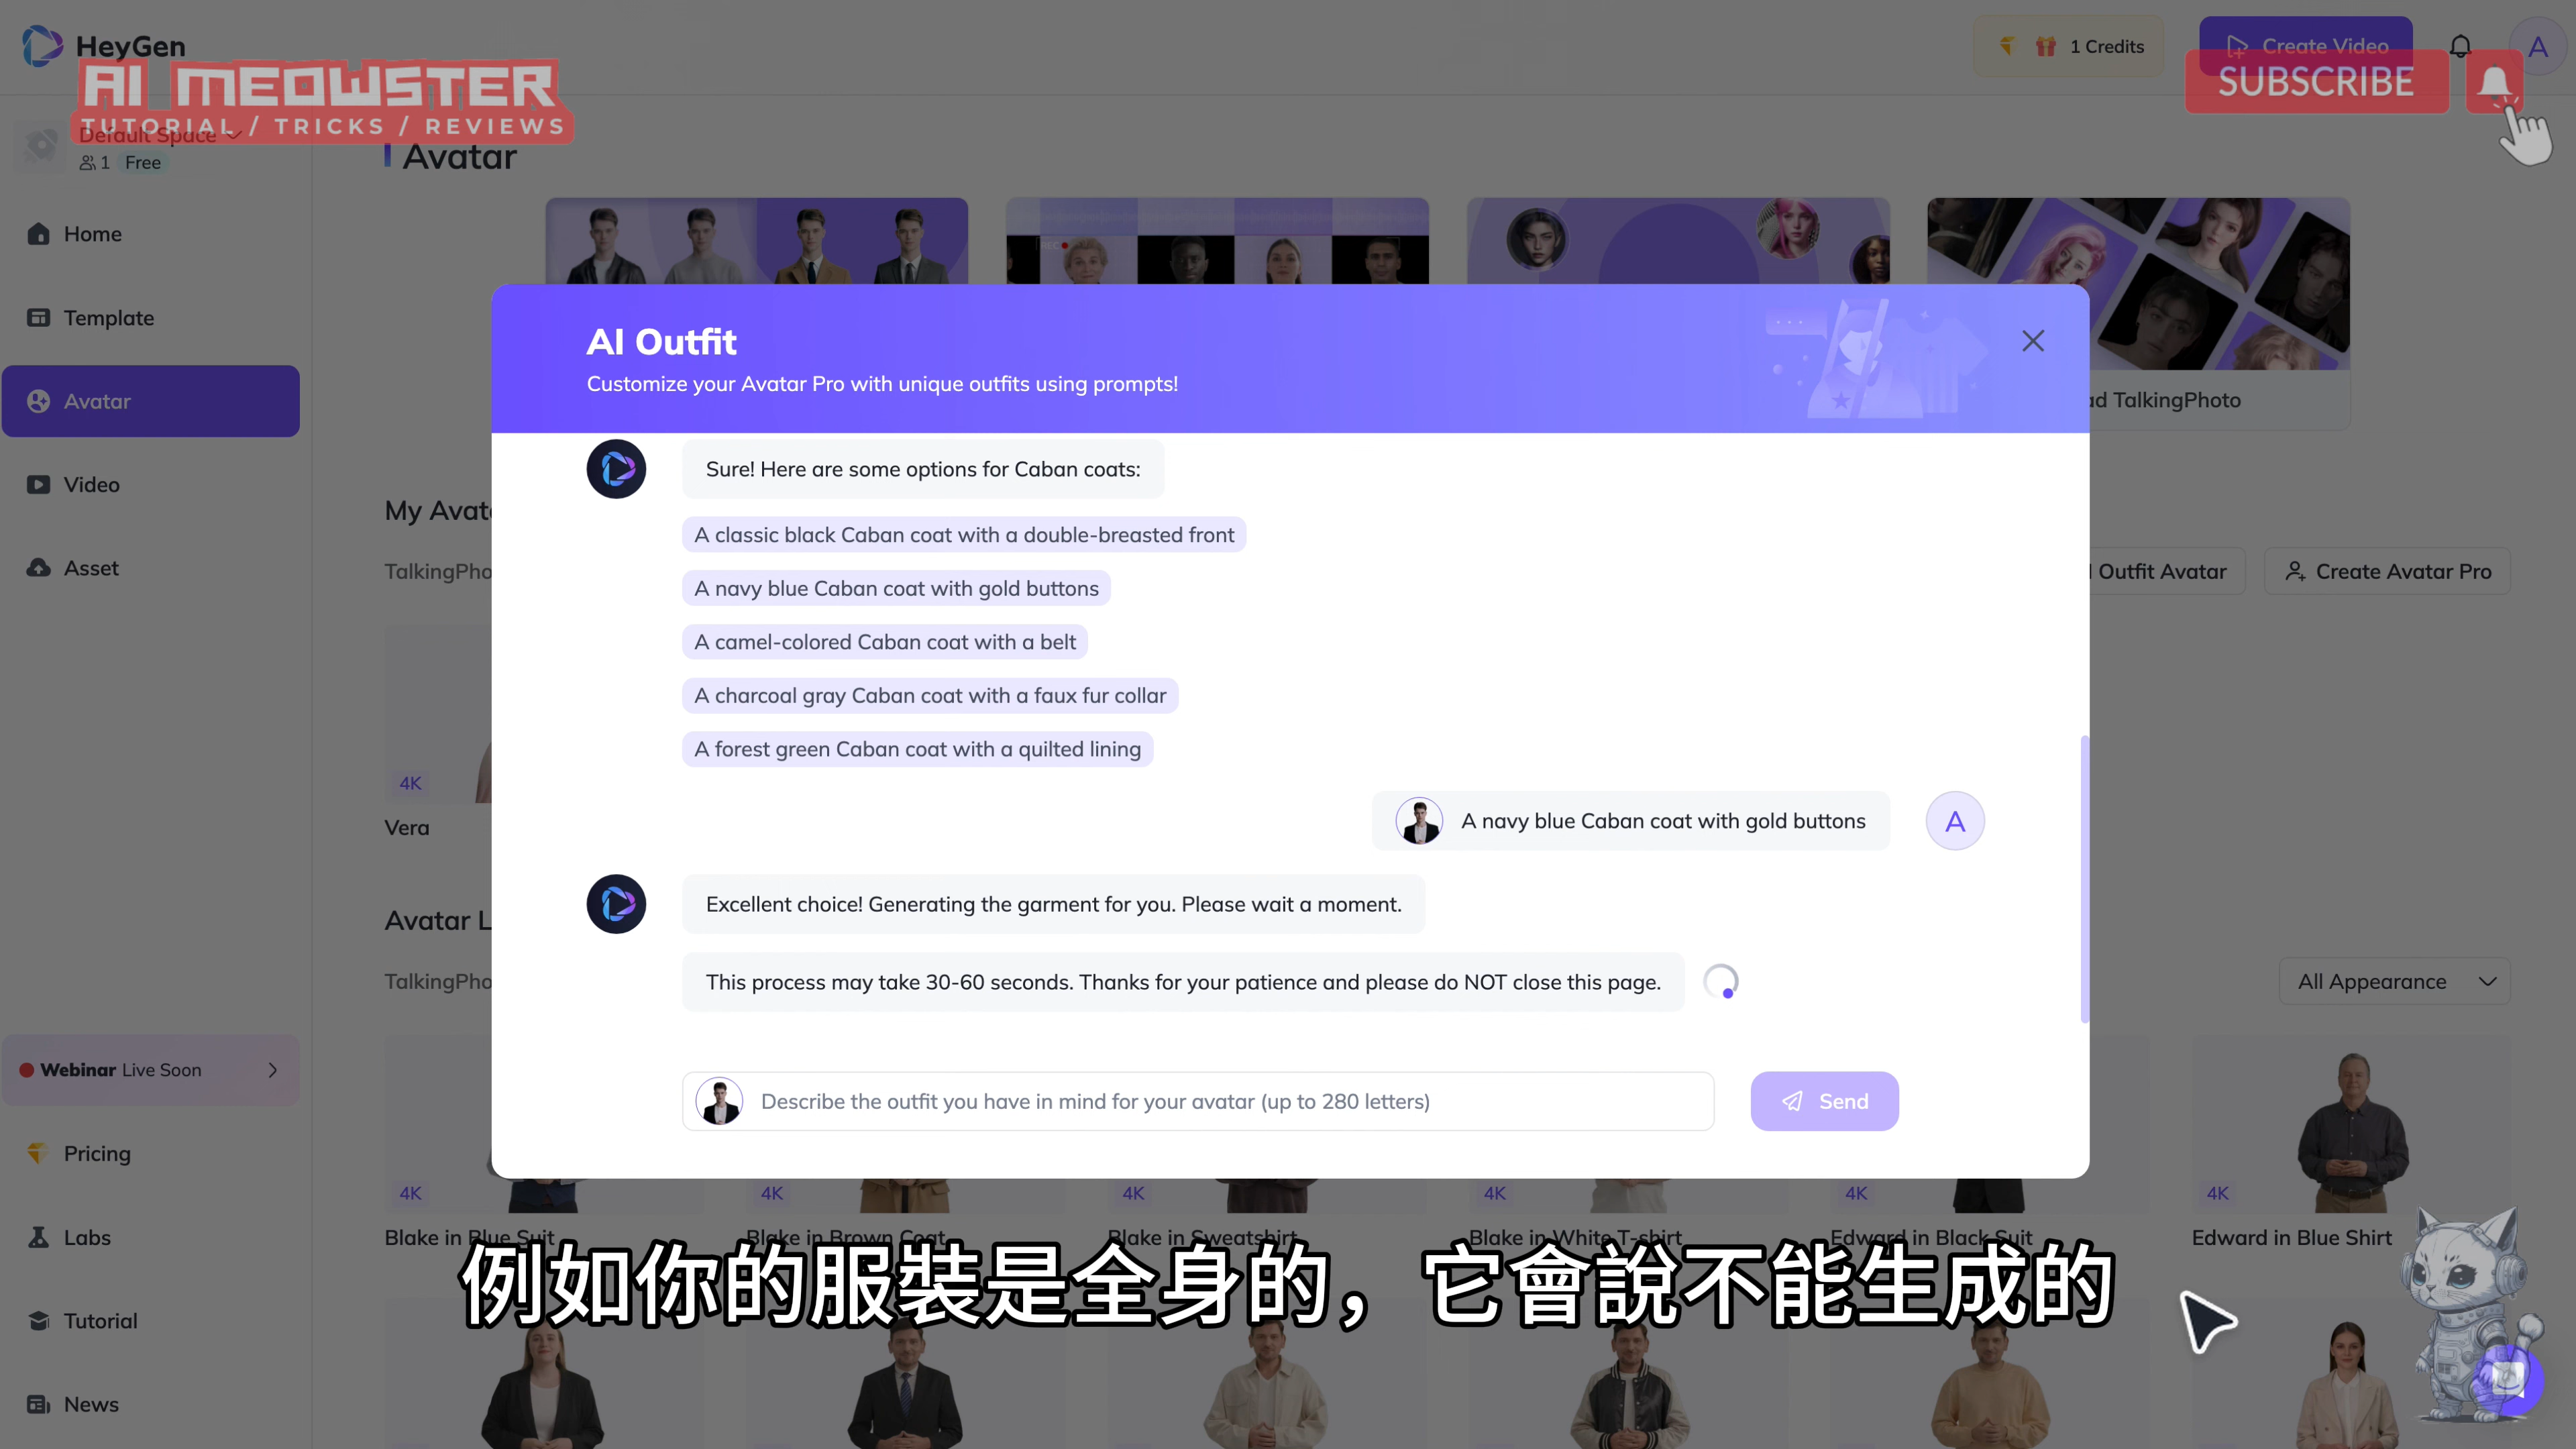 HeyGen
1 Credits
Create Video
A
AI MEOWSTER
TUTORIAL / TRICKS / REVIEWS
SUBSCRIBE
Default Space
1 Free
Avatar
Home
Template
Avatar
Video
Asset
REC
AI Outfit
Customize your Avatar Pro with unique outfits using prompts!
ad TalkingPhoto
Sure! Here are some options for Caban coats:
A classic black Caban coat with a double-breasted front
A navy blue Caban coat with gold buttons
A camel-colored Caban coat with a belt
A charcoal gray Caban coat with a faux fur collar
A forest green Caban coat with a quilted lining
My Avat
TalkingPho
Outfit Avatar
Create Avatar Pro
4K
Vera
A navy blue Caban coat with gold buttons
A
Excellent choice! Generating the garment for you. Please wait a moment.
This process may take 30-60 seconds. Thanks for your patience and please do NOT close this page.
Avatar L
TalkingPho
All Appearance
Describe the outfit you have in mind for your avatar (up to 280 letters)
Send
Webinar Live Soon
Pricing
Labs
Tutorial
News
4K 4K 4K 4K 4K 4K
Blake in Blue Suit Blake in Brown Coat Blake in Sweatshirt Blake in White T-shirt Edward in Black Suit Edward in Blue Shirt
例如你的服裝是全身的，它會說不能生成的